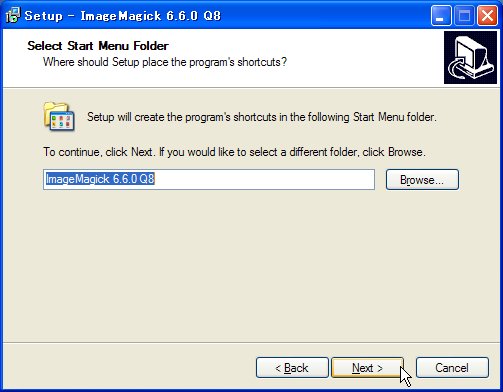 Setup - ImageMagick 6.6.0 Q8
Select Start Menu Folder
Where should Setup place the program's shortcuts?
Setup will create the program's shortcuts in the following Start Menu folder.
To continue, click Next. If you would like to select a different folder, click Browse.
ImageMagick 6.6.0 Q8
Browse...
< Back
Next >
Cancel